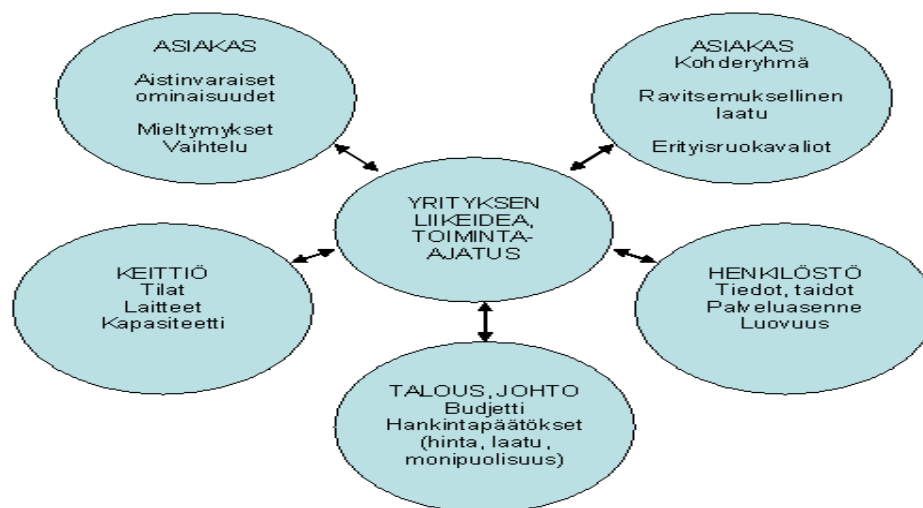 ASIAKAS
Aistinvaraiset
ominaisuudet
Mieltymykset
Vaihtelu
ASIAKAS
Kohderyhmä
Ravitsemuksellinen
laatu
Erityisruokavaliot
YRITYKSEN
LIIKEIDEA,
TOIMINTA-
AJATUS
KEITTIÖ
Tilat
Laitteet
Kapasiteetti
HENKILÖSTÖ
Tiedot, taidot
Palveluasenne
Luovuus
TALOUS, JOHTO
Budjetti
Hankintapäätökset
(hinta, laatu,
monipuolisuus)